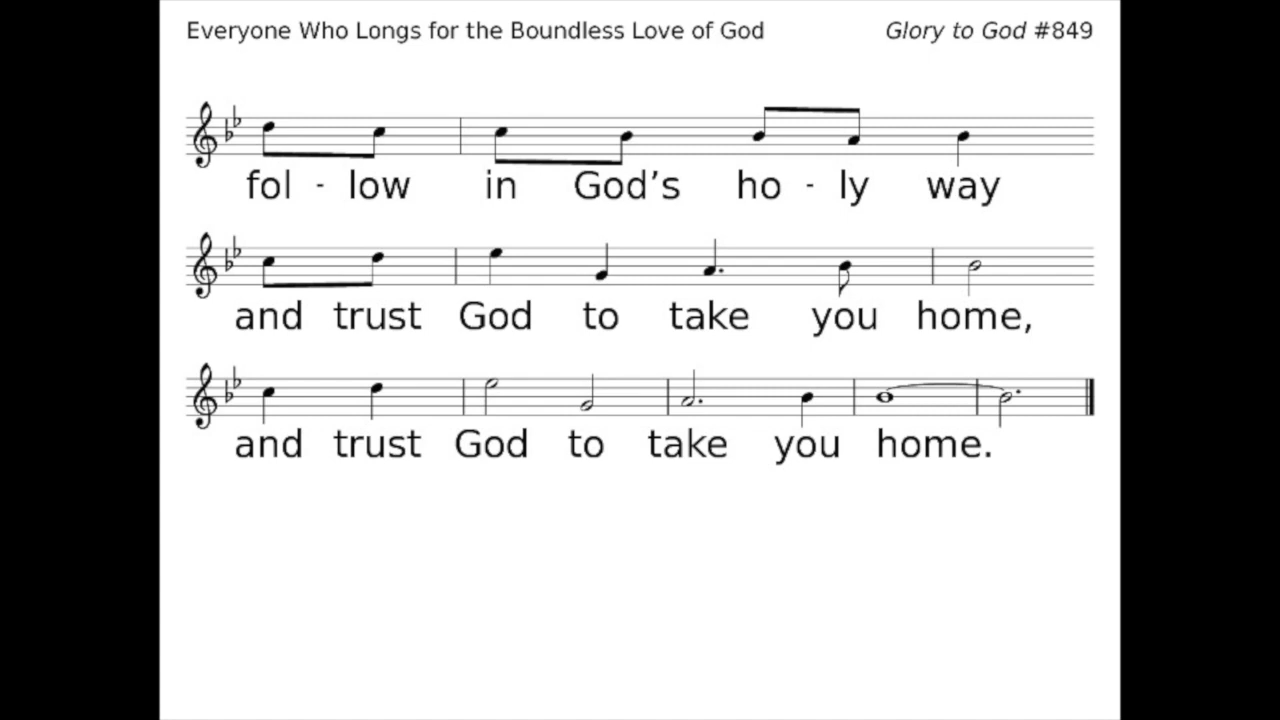 Everyone Who Longs for the Boundless Love of God
Glory to God #849
fol - low in God’s ho - ly way
and trust God to take you home,
and trust God to take you home.